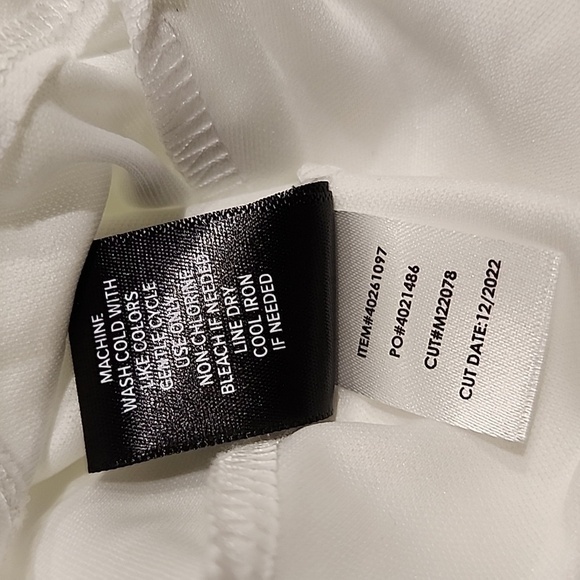 MACHINE
WASH COLD WITH
LIKE COLORS
GENTLE CYCLE
USE ONLY
NON CHLORINE
BLEACH IF NEEDED
LINE DRY
COOL IRON
IF NEEDED
ITEM#40261097
PO#4021486
CUT#M22078
CUT DATE:12/2022